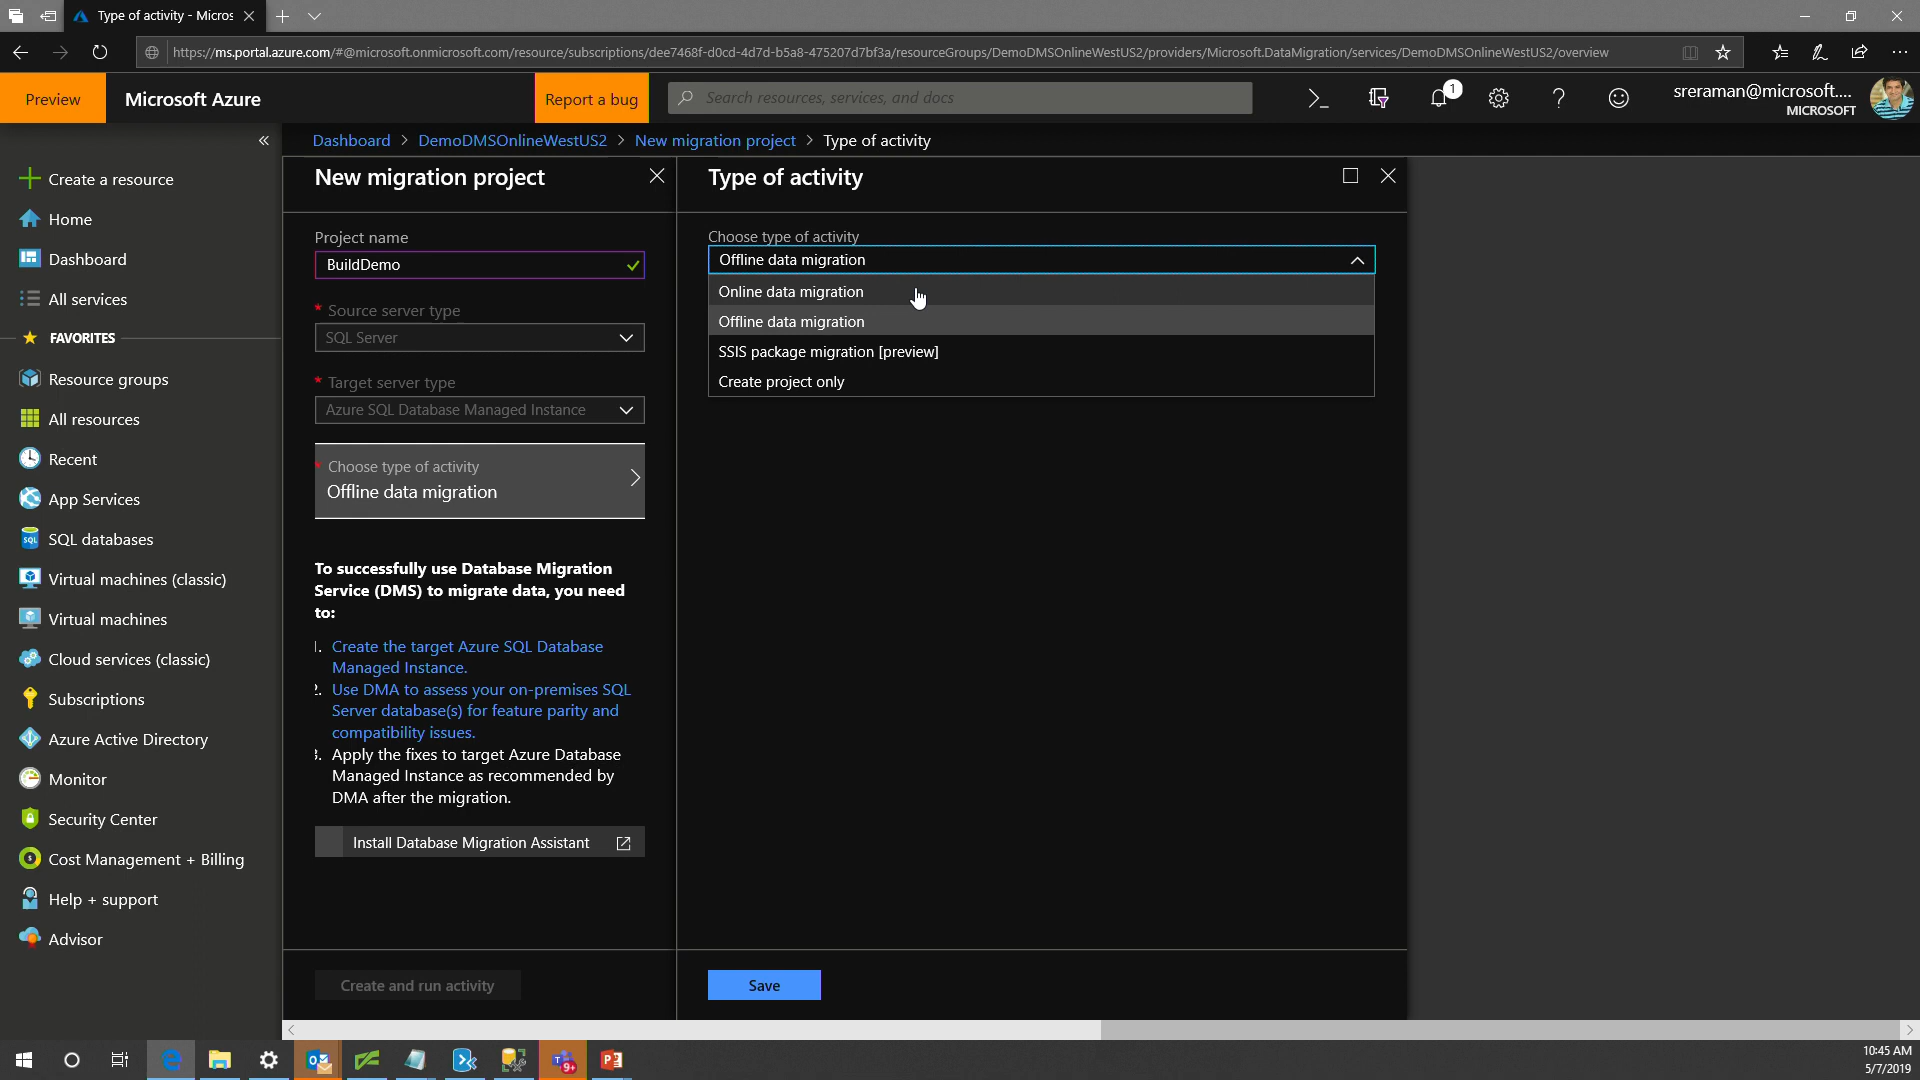 Type of activity - Micros
https://ms.portal.azure.com/#@microsoft.onmicrosoft.com/resource/subscriptions/dee7468f-d0cd-4d7d-b5a8-475207d7bf3a/resourceGroups/DemoDMSOnlineWestUS2/providers/Microsoft.DataMigration/services/DemoDMSOnlineWestUS2/overview
Preview
Microsoft Azure
Report a bug
Search resources, services, and docs
1
sreraman@microsoft....
MICROSOFT
Dashboard > DemoDMSOnlineWestUS2 > New migration project > Type of activity
Create a resource
Home
Dashboard
All services
FAVORITES
Resource groups
All resources
Recent
App Services
SQL databases
Virtual machines (classic)
Virtual machines
Cloud services (classic)
Subscriptions
Azure Active Directory
Monitor
Security Center
Cost Management + Billing
Help + support
Advisor
New migration project
Project name
BuildDemo
* Source server type
SQL Server
* Target server type
Azure SQL Database Managed Instance
* Choose type of activity
Offline data migration
To successfully use Database Migration
Service (DMS) to migrate data, you need
to:
1. Create the target Azure SQL Database
Managed Instance.
2. Use DMA to assess your on-premises SQL
Server database(s) for feature parity and
compatibility issues.
3. Apply the fixes to target Azure Database
Managed Instance as recommended by
DMA after the migration.
Install Database Migration Assistant
Create and run activity
Type of activity
Choose type of activity
Offline data migration
Online data migration
Offline data migration
SSIS package migration [preview]
Create project only
Save
9+
10:45 AM
5/7/2019